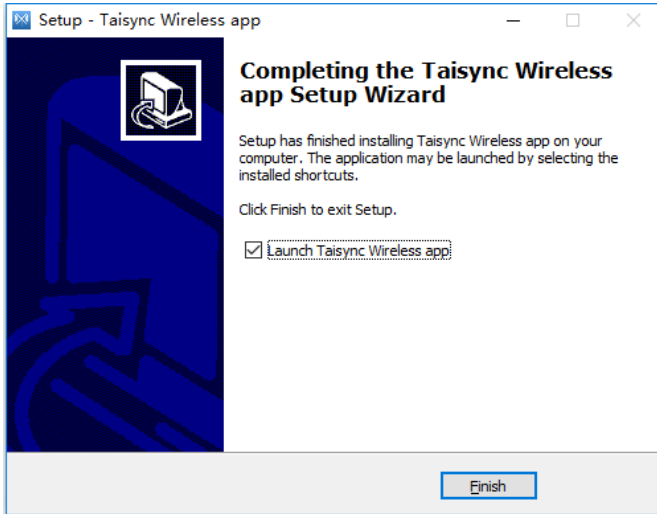 Setup - Taisync Wireless app
Completing the Taisync Wireless
app Setup Wizard
Setup has finished installing Taisync Wireless app on your
computer. The application may be launched by selecting the
installed shortcuts.
Click Finish to exit Setup.
Launch Taisync Wireless app
Finish